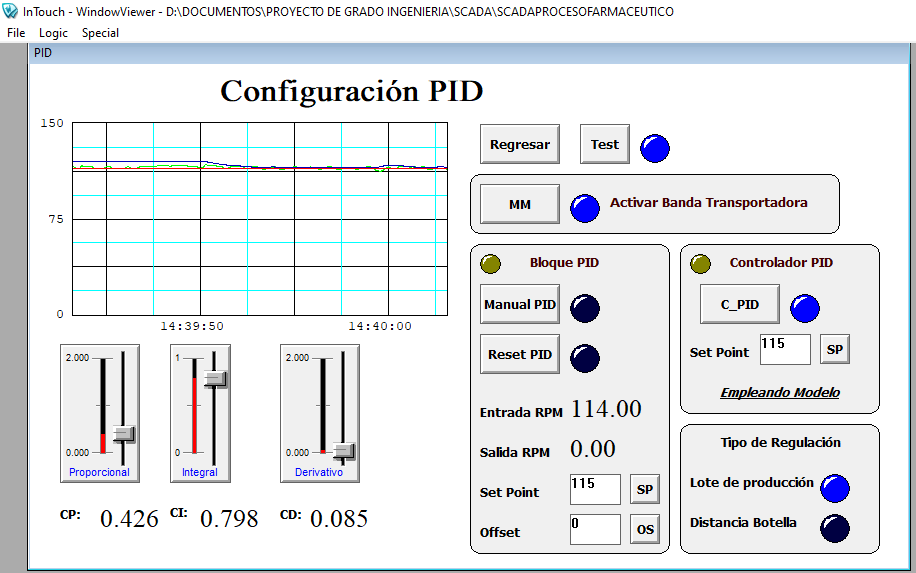 InTouch - WindowViewer - D:\DOCUMENTOS\PROYECTO DE GRADO INGENIERIA\SCADA\SCADAPROCESOFARMACEUTICO
File Logic Special
PID
Configuración PID
150
75
0
14:39:50 14:40:00
Regresar
Test
MM
Activar Banda Transportadora
Bloque PID
Manual PID
Reset PID
Entrada RPM 114.00
Salida RPM 0.00
Set Point 115 SP
Offset 0 OS
Controlador PID
C_PID
Set Point 115 SP
Empleando Modelo
Tipo de Regulación
Lote de producción
Distancia Botella
2.000
0.000
Proporcional
1
0
Integral
2.000
0.000
Derivativo
CP: 0.426 CI: 0.798 CD: 0.085